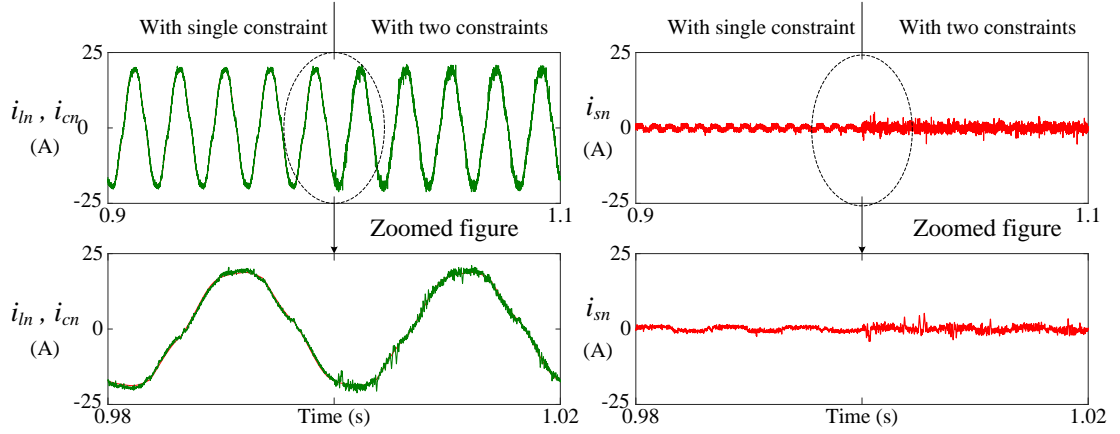 With single constraint
With two constraints
25
i_ln , i_cn
0
(A)
-25
0.9
1.1
Zoomed figure
25
i_ln , i_cn
0
(A)
-25
0.98
Time (s)
1.02
With single constraint
With two constraints
25
i_sn
0
(A)
-25
0.9
1.1
Zoomed figure
25
i_sn
0
(A)
-25
0.98
Time (s)
1.02